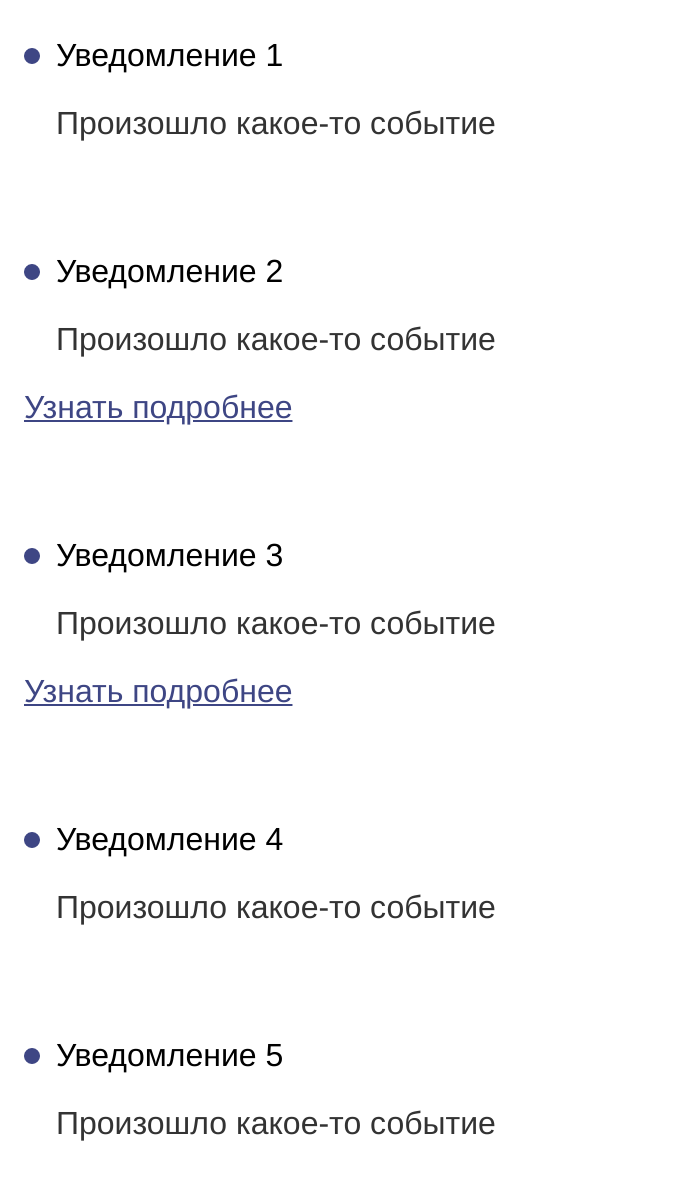 Уведомление 1
Произошло какое-то событие
Уведомление 2
Произошло какое-то событие
Узнать подробнее
Уведомление 3
Произошло какое-то событие
Узнать подробнее
Уведомление 4
Произошло какое-то событие
Уведомление 5
Произошло какое-то событие